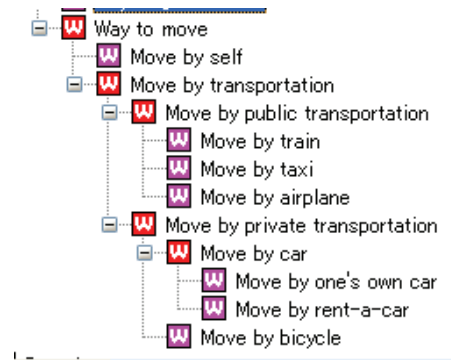 Way to move
Move by self
Move by transportation
Move by public transportation
Move by train
Move by taxi
Move by airplane
Move by private transportation
Move by car
Move by one's own car
Move by rent-a-car
Move by bicycle